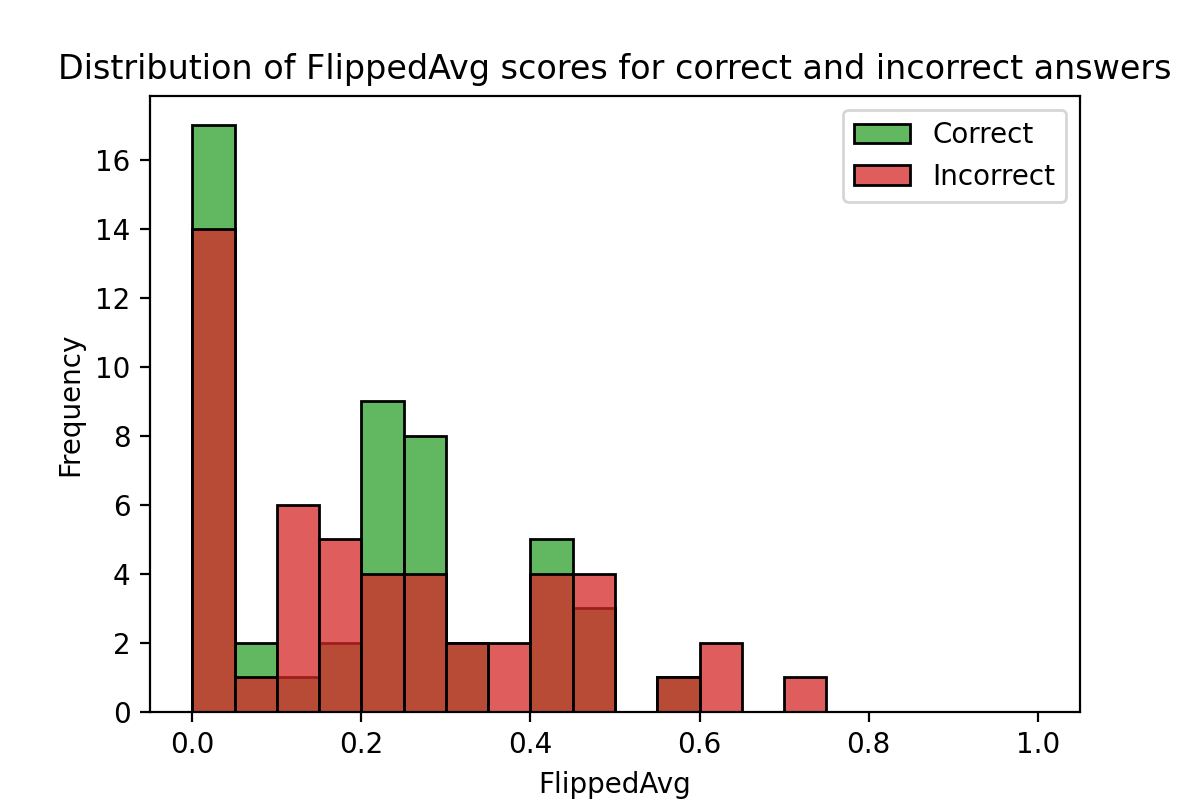 Distribution of FlippedAvg scores for correct and incorrect answers
Correct
Incorrect
Frequency
16
14
12
10
8
6
4
2
0
0.0 0.2 0.4 0.6 0.8 1.0
FlippedAvg